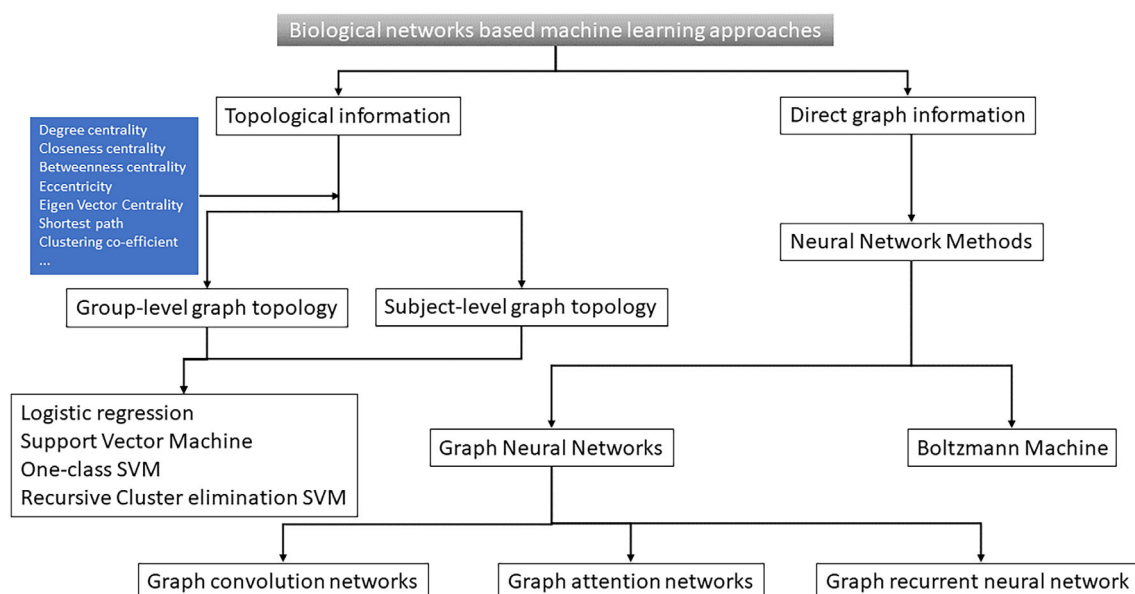 Biological networks based machine learning approaches
Topological information
Direct graph information
Degree centrality
Closeness centrality
Betweenness centrality
Eccentricity
Eigen Vector Centrality
Shortest path
Clustering co-efficient
...
Neural Network Methods
Group-level graph topology
Subject-level graph topology
Logistic regression
Support Vector Machine
One-class SVM
Recursive Cluster elimination SVM
Graph Neural Networks
Boltzmann Machine
Graph convolution networks
Graph attention networks
Graph recurrent neural network